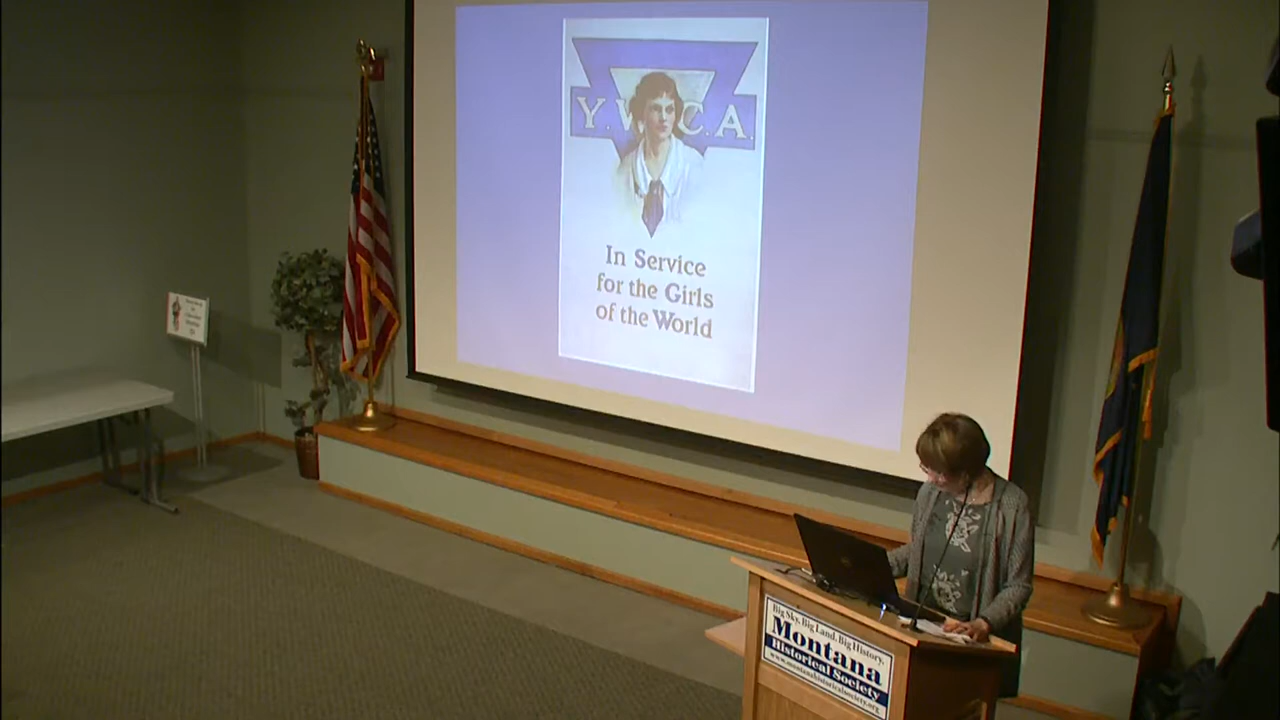 Y.W.C.A.
In Service
for the Girls
of the World
Big Sky, Big Land, Big History.
Montana
Historical Society
www.montanahistoricalsociety.org